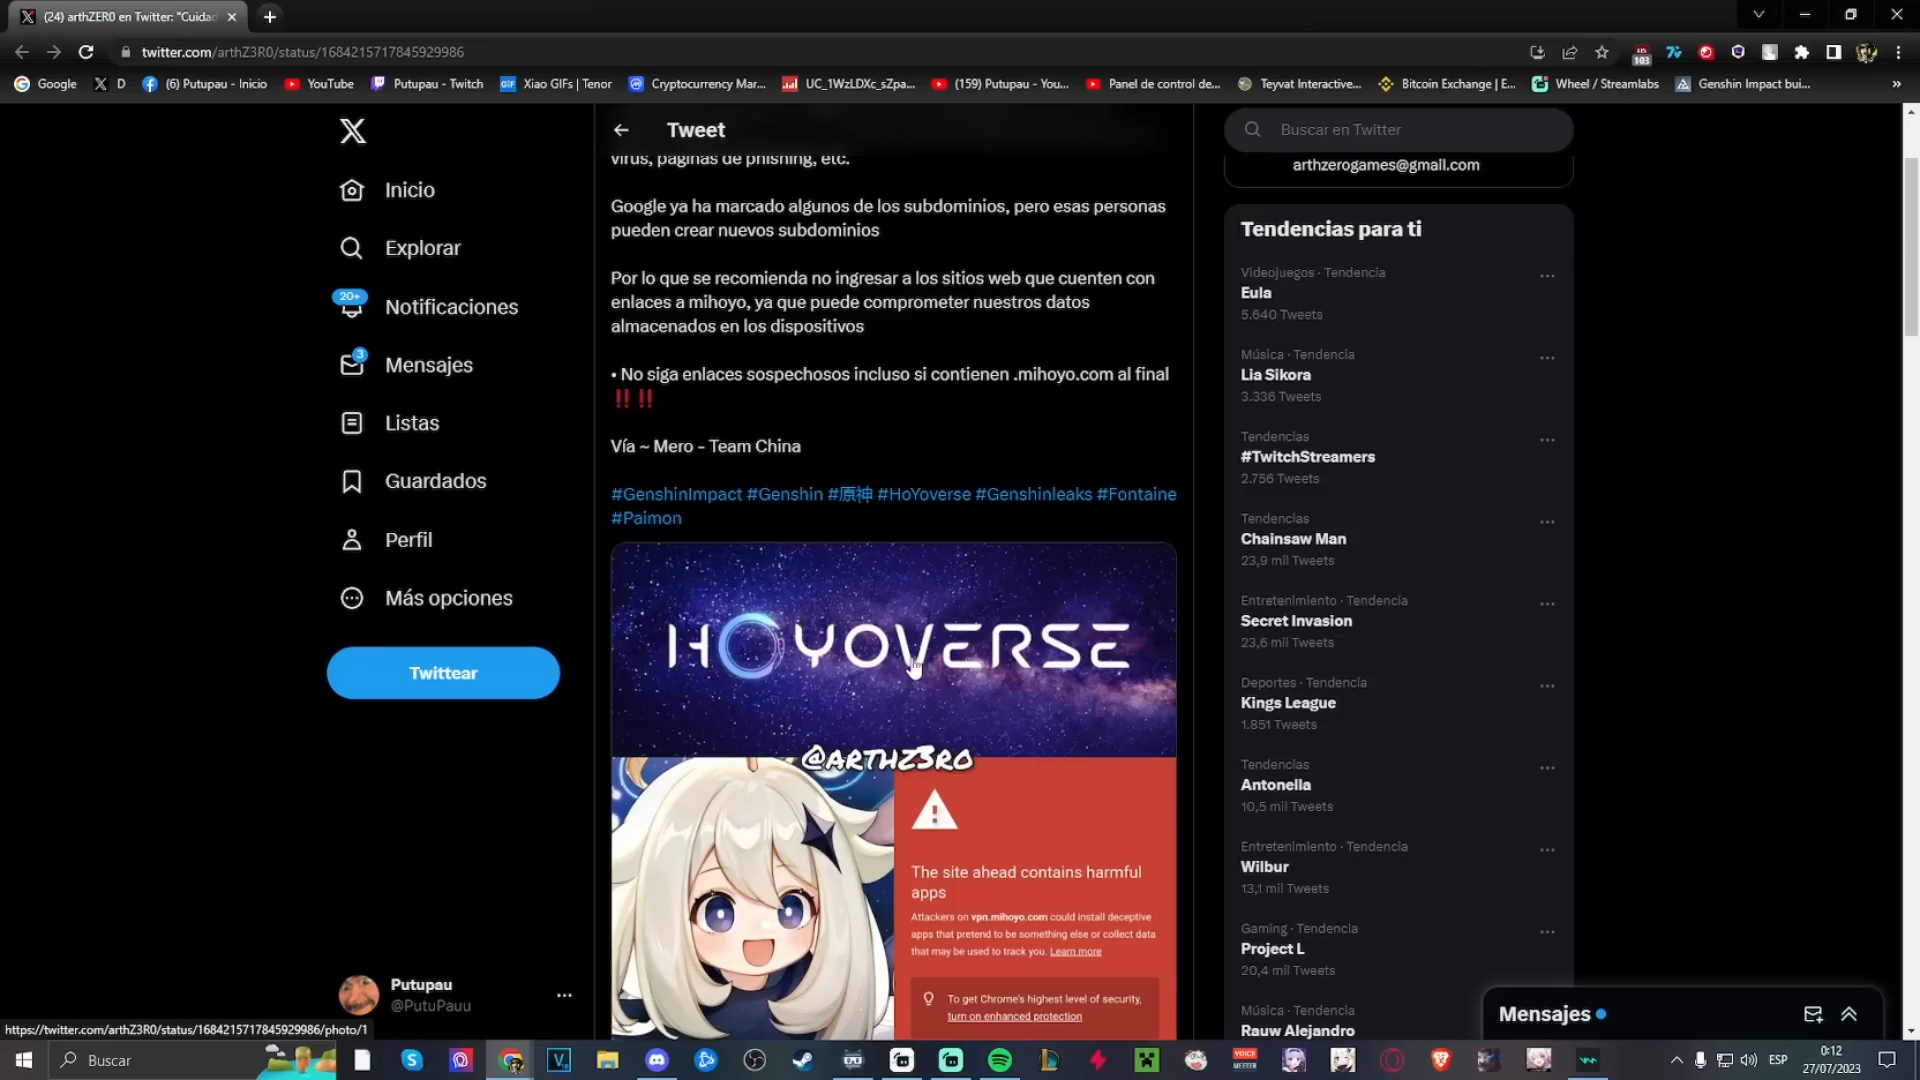 (24) arthZER0 en Twitter: "Cuidad
twitter.com/arthZ3R0/status/1684215717845929986
103
Google
D
(6) Putupau - Inicio
YouTube
Putupau - Twitch
GIF
Xiao GIFs | Tenor
Cryptocurrency Mar...
UC_1WzLDXc_sZpa...
(159) Putupau - You...
Panel de control de...
Teyvat Interactive...
Bitcoin Exchange | E...
Wheel / Streamlabs
Genshin Impact bui...
»
Inicio
Explorar
20+
Notificaciones
3
Mensajes
Listas
Guardados
Perfil
Más opciones
Twittear
Putupau
@PutuPauu
Tweet
virus, páginas de phishing, etc.
Google ya ha marcado algunos de los subdominios, pero esas personas
pueden crear nuevos subdominios
Por lo que se recomienda no ingresar a los sitios web que cuenten con
enlaces a mihoyo, ya que puede comprometer nuestros datos
almacenados en los dispositivos
• No siga enlaces sospechosos incluso si contienen .mihoyo.com al final
‼️ ‼️
Vía ~ Mero - Team China
#GenshinImpact #Genshin #原神 #HoYoverse #Genshinleaks #Fontaine
#Paimon
HOYOVERSE
@ARTHZ3RO
The site ahead contains harmful
apps
Attackers on vpn.mihoyo.com could install deceptive
apps that pretend to be something else or collect data
that may be used to track you. Learn more
To get Chrome's highest level of security,
turn on enhanced protection
Buscar en Twitter
arthzerogames@gmail.com
Tendencias para ti
Videojuegos · Tendencia
Eula
5.640 Tweets
Música · Tendencia
Lia Sikora
3.336 Tweets
Tendencias
#TwitchStreamers
2.756 Tweets
Tendencias
Chainsaw Man
23,9 mil Tweets
Entretenimiento · Tendencia
Secret Invasion
23,6 mil Tweets
Deportes · Tendencia
Kings League
1.851 Tweets
Tendencias
Antonella
10,5 mil Tweets
Entretenimiento · Tendencia
Wilbur
13,1 mil Tweets
Gaming · Tendencia
Project L
20,4 mil Tweets
Música · Tendencia
Rauw Alejandro
Mensajes
https://twitter.com/arthZ3R0/status/1684215717845929986/photo/1
Buscar
ESP
0:12
27/07/2023